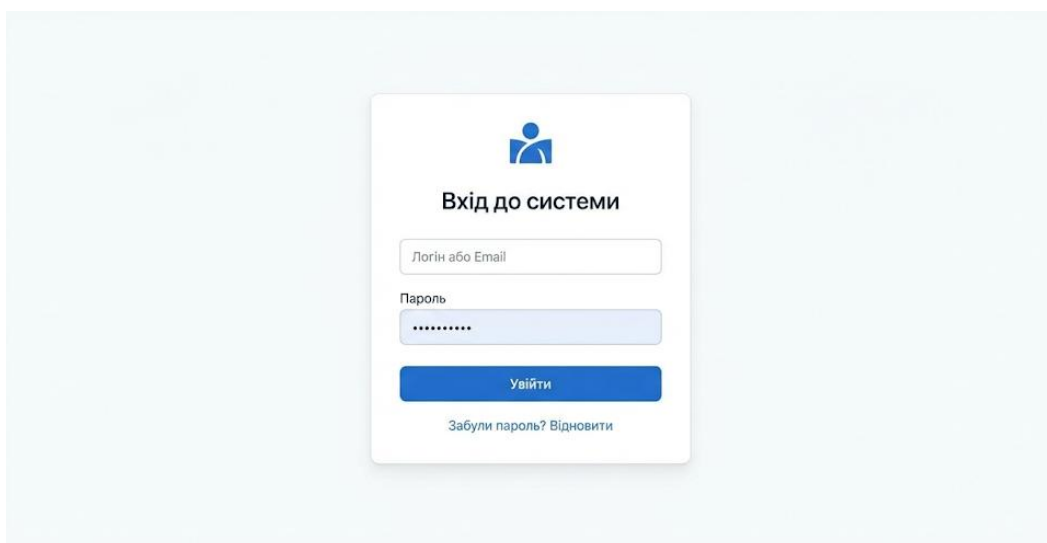 Вхід до системи
Логін або Email
Пароль
••••••••••
Увійти
Забули пароль? Відновити